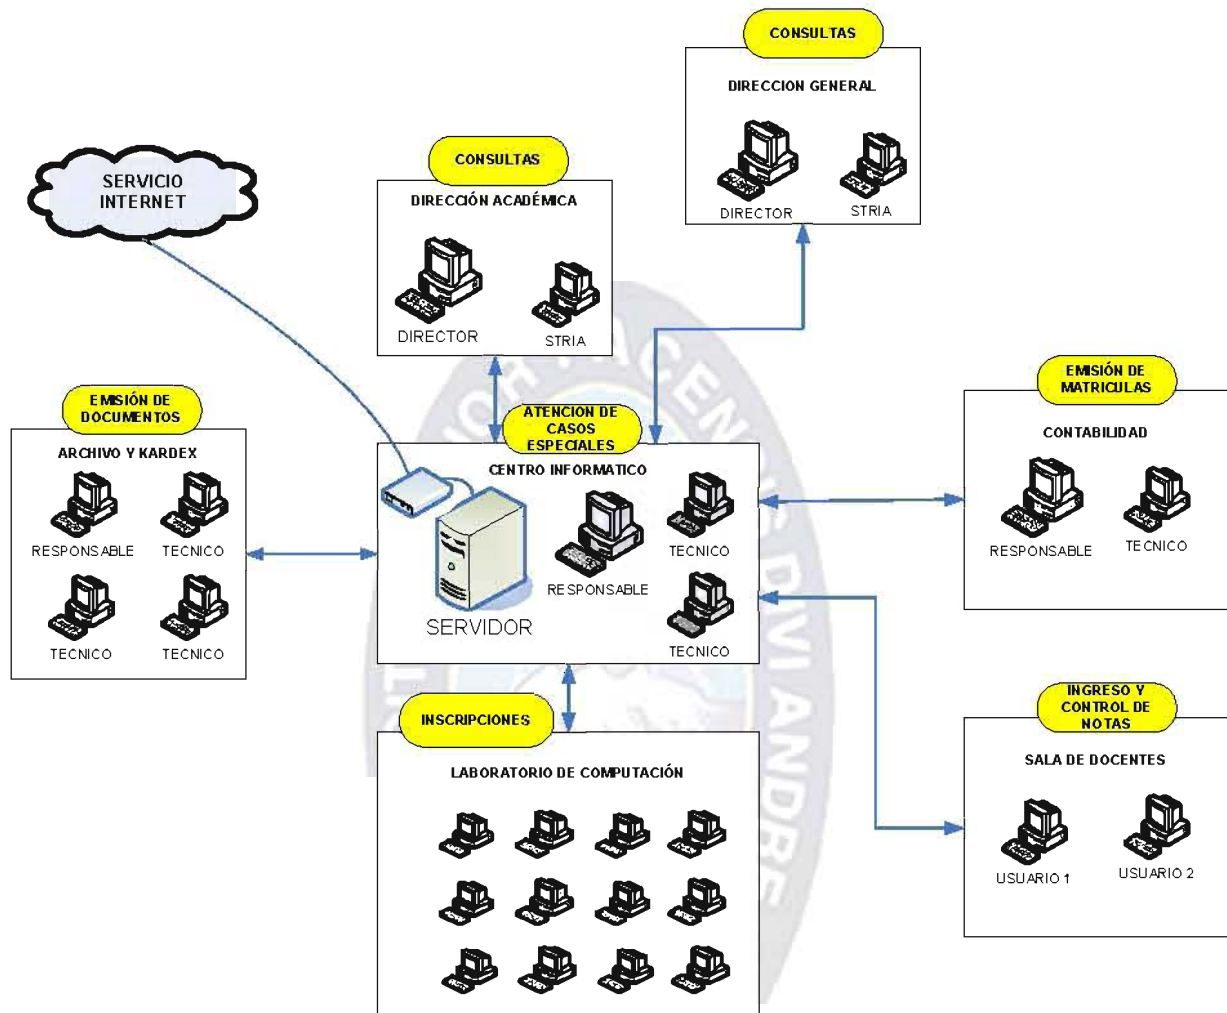 CONSULTAS
DIRECCION GENERAL
DIRECTOR
STRIA
SERVICIO
INTERNET
CONSULTAS
DIRECCIÓN ACADÉMICA
DIRECTOR
STRIA
EMISIÓN DE
DOCUMENTOS
ARCHIVO Y KARDEX
RESPONSABLE
TECNICO
TECNICO
TECNICO
ATENCION DE
CASOS
ESPECIALES
CENTRO INFORMATICO
SERVIDOR
RESPONSABLE
TECNICO
TECNICO
EMISIÓN DE
MATRICULAS
CONTABILIDAD
RESPONSABLE
TECNICO
INSCRIPCIONES
LABORATORIO DE COMPUTACIÓN
INGRESO Y
CONTROL DE
NOTAS
SALA DE DOCENTES
USUARIO 1
USUARIO 2